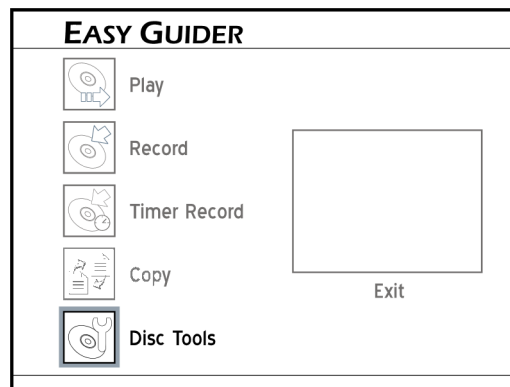 EASY GUIDER
Play
Record
Timer Record
Copy
Exit
Disc Tools